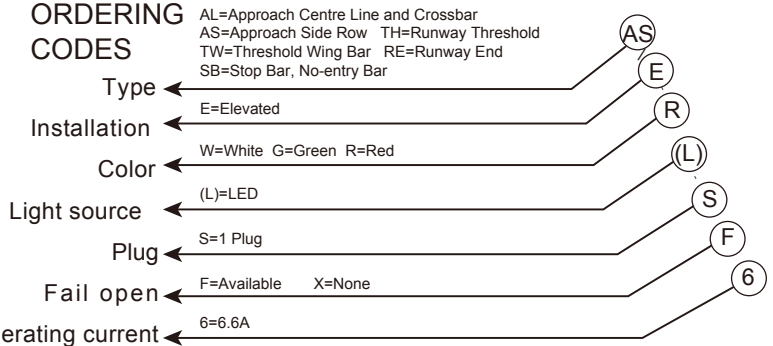 ORDERING CODES
AL=Approach Centre Line and Crossbar
AS=Approach Side Row TH=Runway Threshold
TW=Threshold Wing Bar RE=Runway End
SB=Stop Bar, No-entry Bar
Type
AS
E=Elevated
Installation
E
W=White G=Green R=Red
Color
R
(L)=LED
Light source
(L)
S=1 Plug
Plug
S
F=Available X=None
Fail open
F
6=6.6A
erating current
6